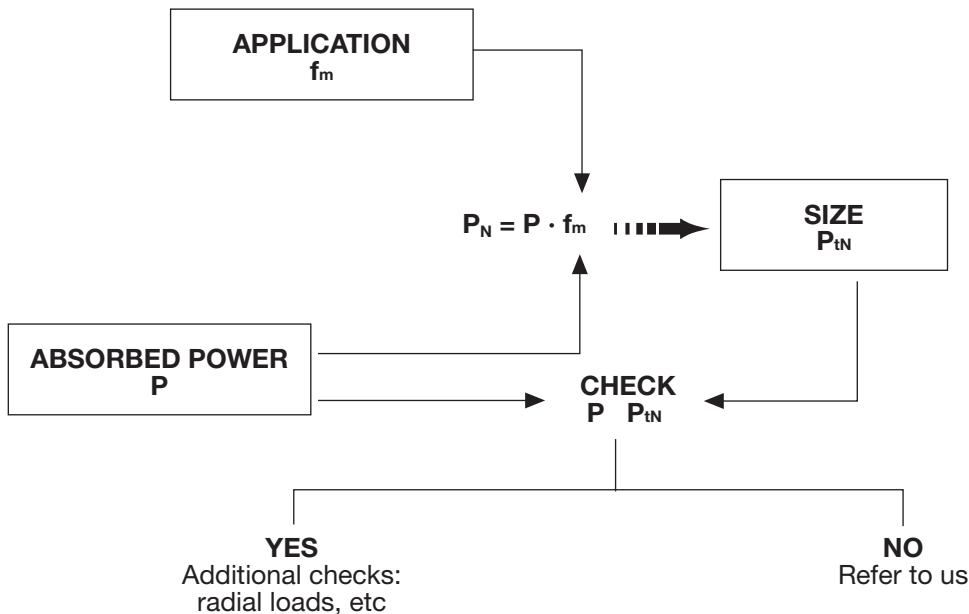 APPLICATION
fm
PN = P · fm
SIZE
PtN
ABSORBED POWER
P
CHECK
P PtN
YES
Additional checks:
radial loads, etc
NO
Refer to us